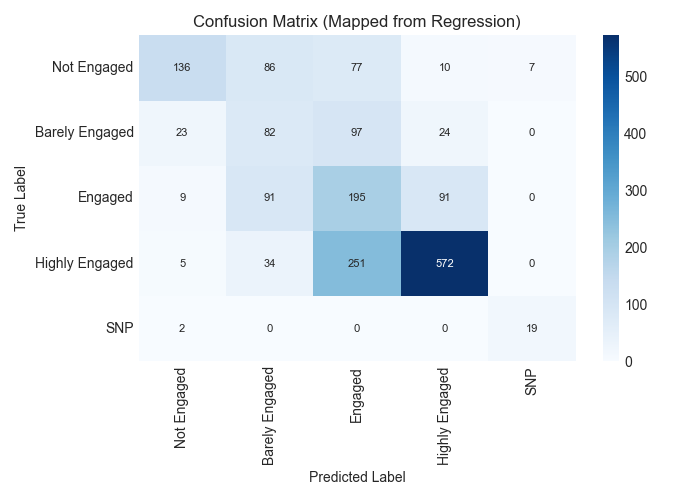 Confusion Matrix (Mapped from Regression)
Not Engaged 136 86 77 10 7
Barely Engaged 23 82 97 24 0
Engaged 9 91 195 91 0
Highly Engaged 5 34 251 572 0
SNP 2 0 0 0 19
True Label
Not Engaged
Barely Engaged
Engaged
Highly Engaged
SNP
Predicted Label
500
400
300
200
100
0